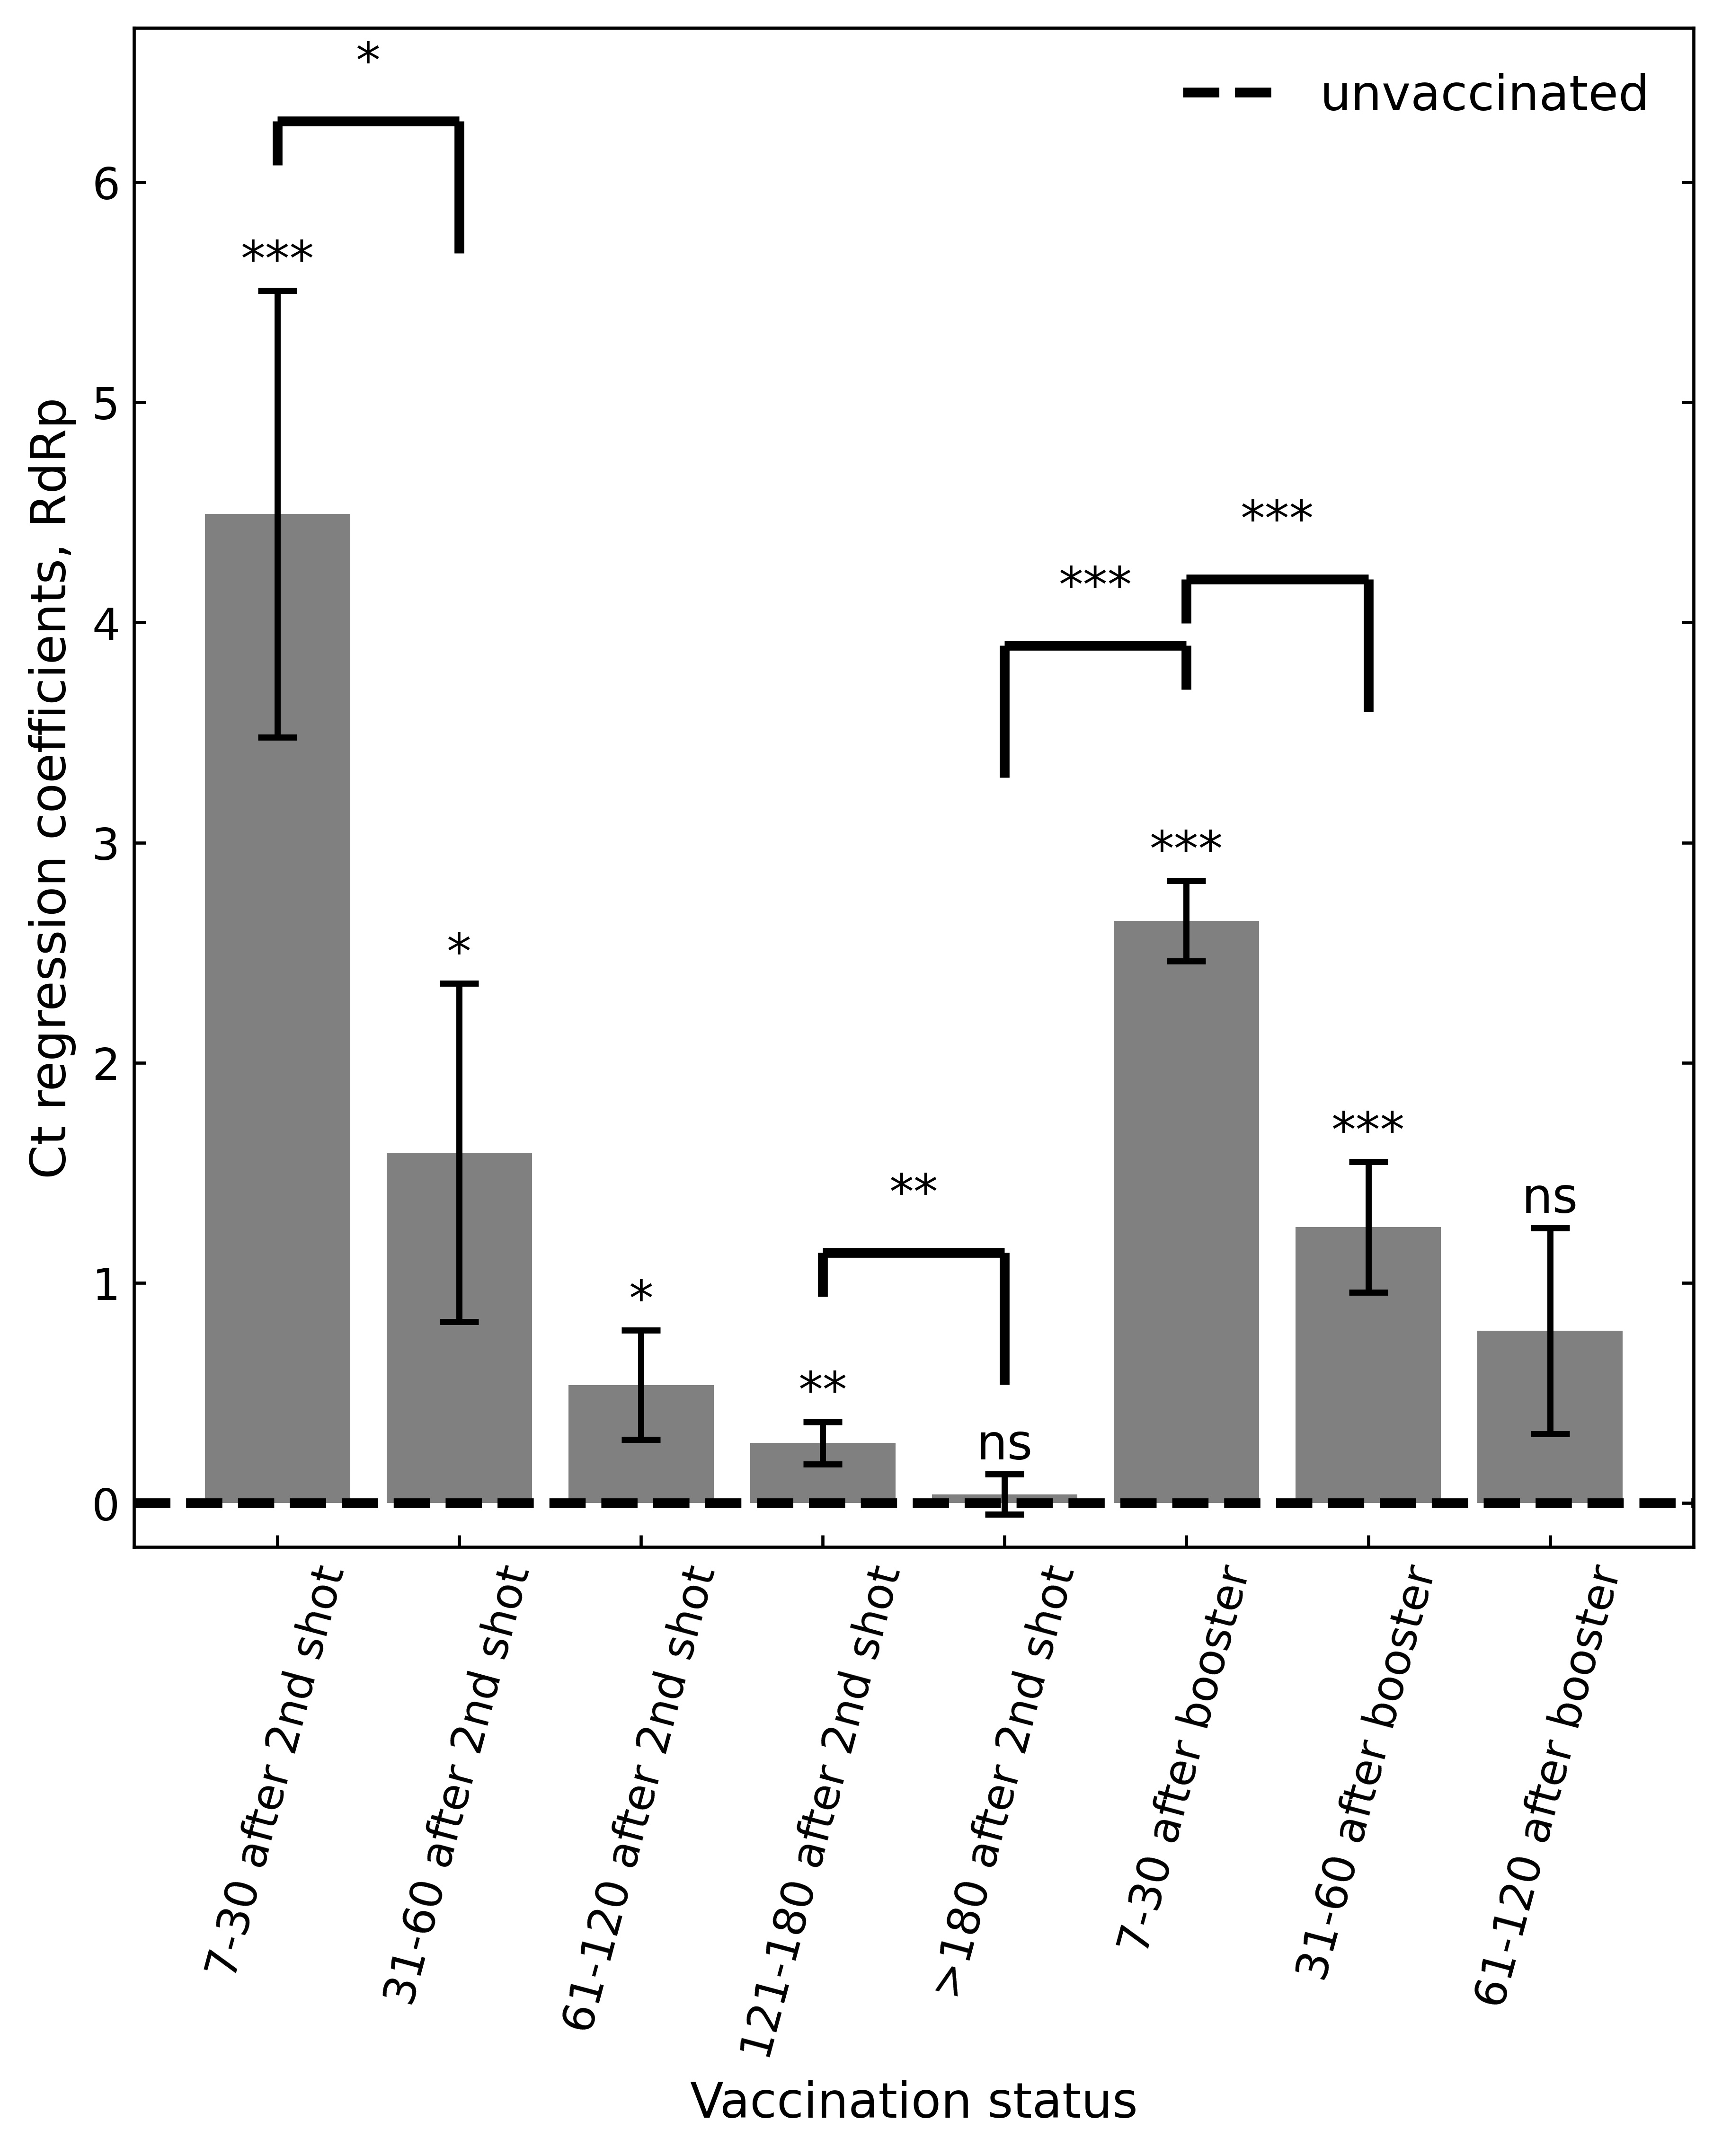 *
unvaccinated
6
***
5
***
4
***
3
***
*
2
***
**
ns
1
*
**
ns
0
Ct regression coefficients, RdRp
7-30 after 2nd shot
31-60 after 2nd shot
61-120 after 2nd shot
121-180 after 2nd shot
>180 after 2nd shot
7-30 after booster
31-60 after booster
61-120 after booster
Vaccination status